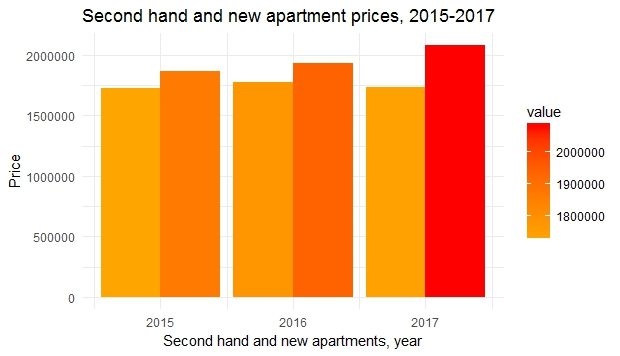 Second hand and new apartment prices, 2015-2017
2000000
1500000
1000000
500000
0
Price
2015 2016 2017
Second hand and new apartments, year
value
2000000
1900000
1800000